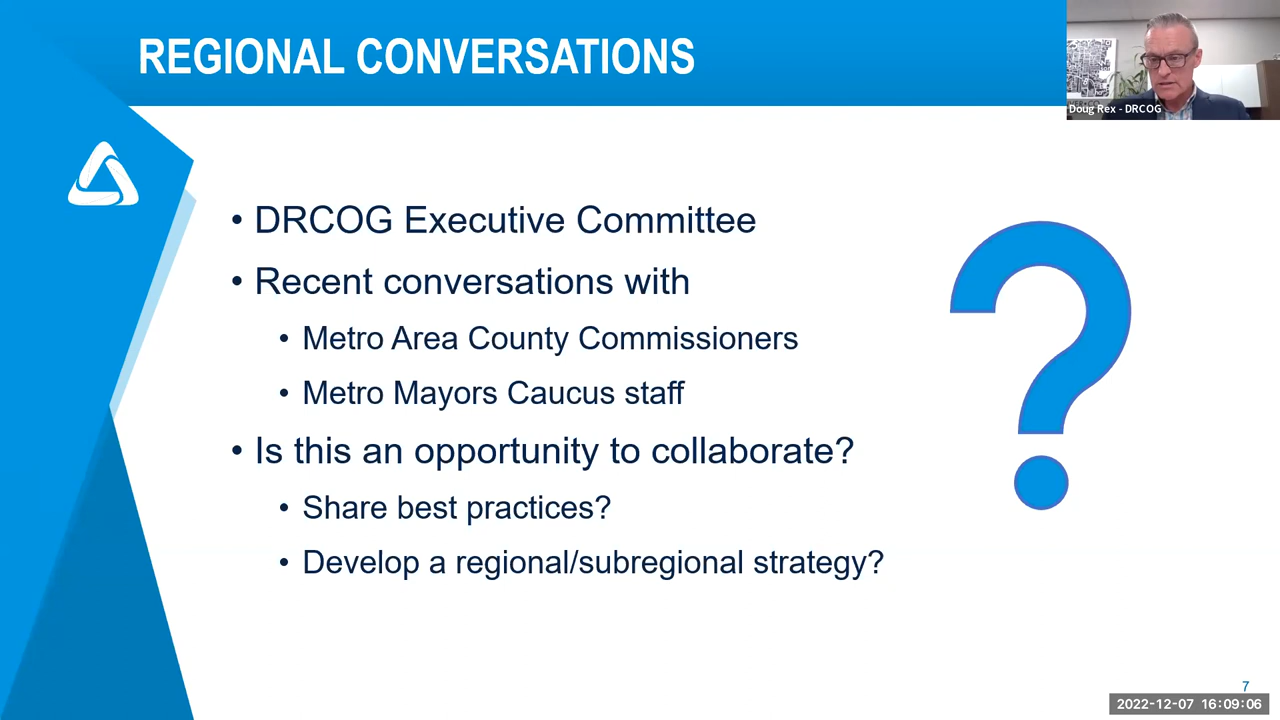 REGIONAL CONVERSATIONS
Doug Rex - DRCOG
• DRCOG Executive Committee
• Recent conversations with
• Metro Area County Commissioners
• Metro Mayors Caucus staff
• Is this an opportunity to collaborate?
• Share best practices?
• Develop a regional/subregional strategy?
?
7
2022-12-07 16:09:06